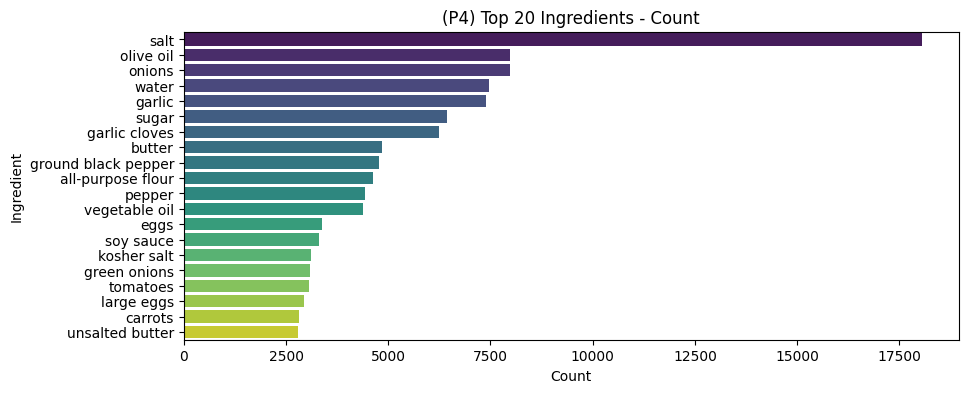 (P4) Top 20 Ingredients - Count
salt
olive oil
onions
water
garlic
sugar
garlic cloves
butter
ground black pepper
all-purpose flour
pepper
vegetable oil
eggs
soy sauce
kosher salt
green onions
tomatoes
large eggs
carrots
unsalted butter
Ingredient
0 2500 5000 7500 10000 12500 15000 17500
Count